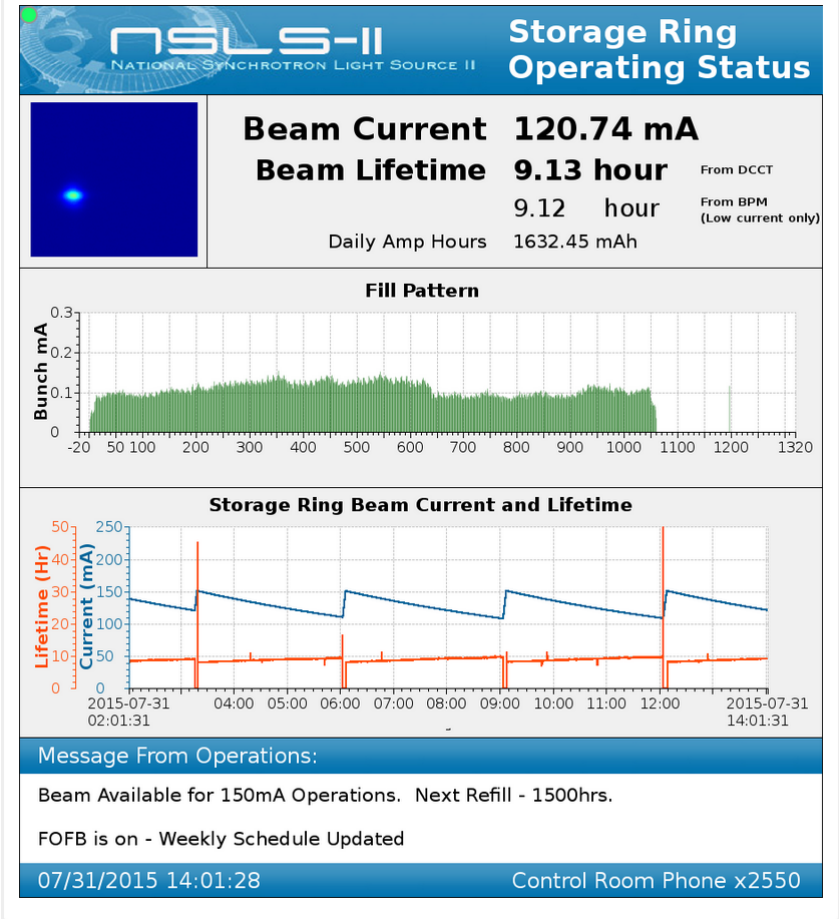 NSLS-II
NATIONAL SYNCHROTRON LIGHT SOURCE II
Storage Ring
Operating Status
Beam Current 120.74 mA
Beam Lifetime 9.13 hour From DCCT
9.12 hour From BPM
(Low current only)
Daily Amp Hours 1632.45 mAh
Fill Pattern
Bunch mA
0.3
0.2
0.1
0
-20 50 100 200 300 400 500 600 700 800 900 1000 1100 1200 1320
Storage Ring Beam Current and Lifetime
Lifetime (Hr)
50
40
30
20
10
0
Current (mA)
250
200
150
100
50
0
2015-07-31 04:00 05:00 06:00 07:00 08:00 09:00 10:00 11:00 12:00 2015-07-31
02:01:31 14:01:31
Message From Operations:
Beam Available for 150mA Operations. Next Refill - 1500hrs.
FOFB is on - Weekly Schedule Updated
07/31/2015 14:01:28 Control Room Phone x2550